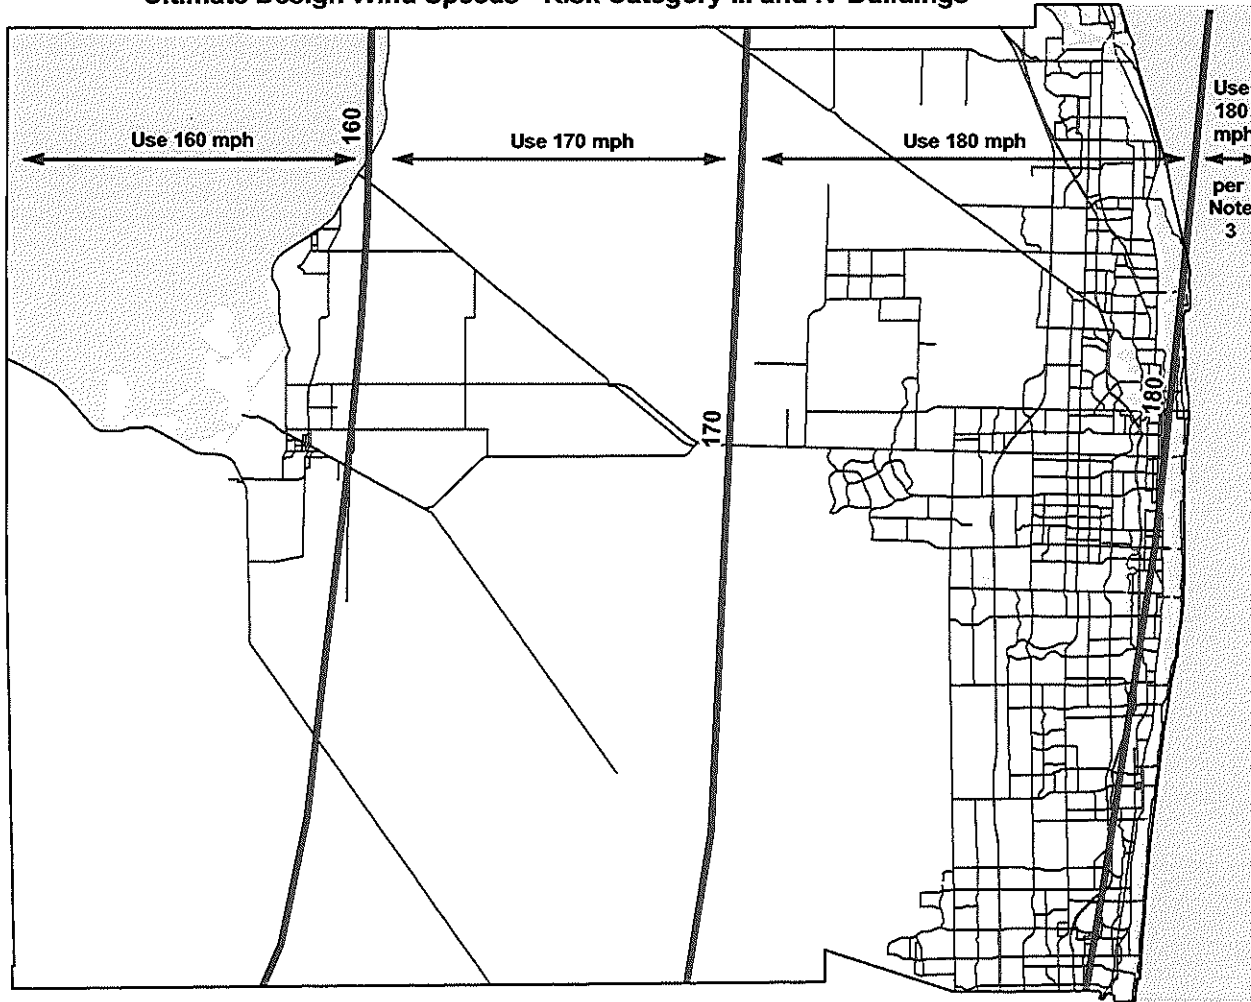 Ultimate Design Wind Speeds - Risk Category III and IV Buildings
Use 160 mph
160
Use 170 mph
Use 180 mph
Use
180
mph
per
Note
3
170
180